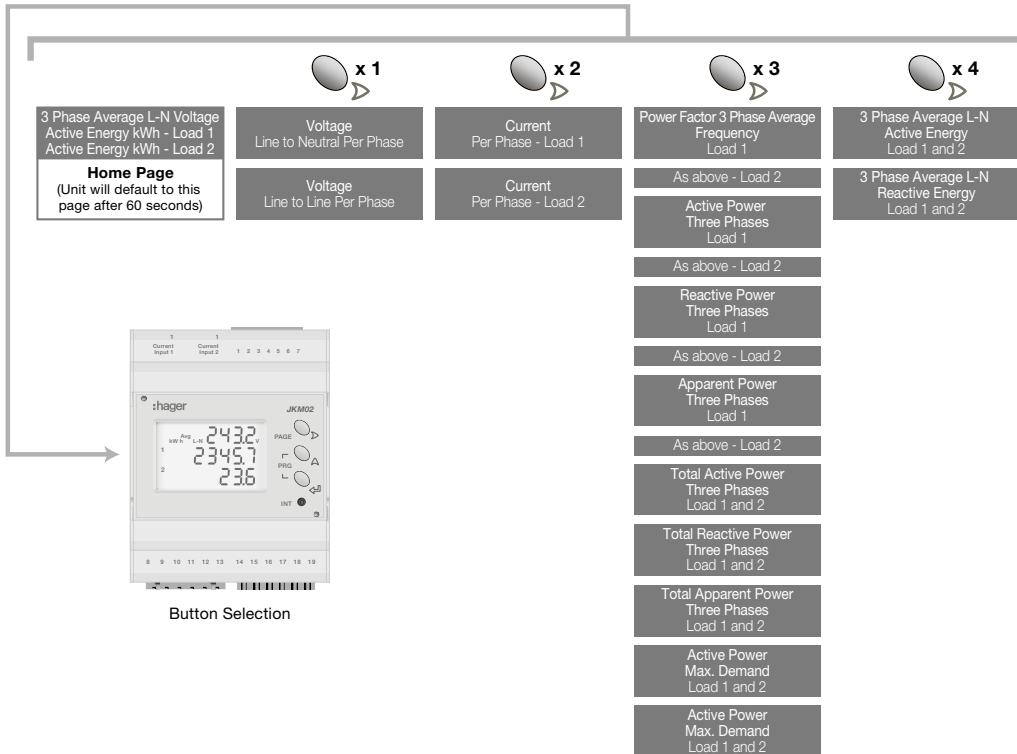 x 1
x 2
x 3
x 4
3 Phase Average L-N Voltage
Active Energy kWh - Load 1
Active Energy kWh - Load 2
Home Page
(Unit will default to this
page after 60 seconds)
Voltage
Line to Neutral Per Phase
Voltage
Line to Line Per Phase
Current
Per Phase - Load 1
Current
Per Phase - Load 2
Power Factor 3 Phase Average
Frequency
Load 1
As above - Load 2
Active Power
Three Phases
Load 1
As above - Load 2
Reactive Power
Three Phases
Load 1
As above - Load 2
Apparent Power
Three Phases
Load 1
As above - Load 2
Total Active Power
Three Phases
Load 1 and 2
Total Reactive Power
Three Phases
Load 1 and 2
Total Apparent Power
Three Phases
Load 1 and 2
Active Power
Max. Demand
Load 1 and 2
Active Power
Max. Demand
Load 1 and 2
3 Phase Average L-N
Active Energy
Load 1 and 2
3 Phase Average L-N
Reactive Energy
Load 1 and 2
1 1
Current Current
Input 1 Input 2 1 2 3 4 5 6 7
:hager JKM02
Avg
kW h L-N 243.2 V
1 2345.7
2 23.6
PAGE
PRG
INT
8 9 10 11 12 13 14 15 16 17 18 19
Button Selection